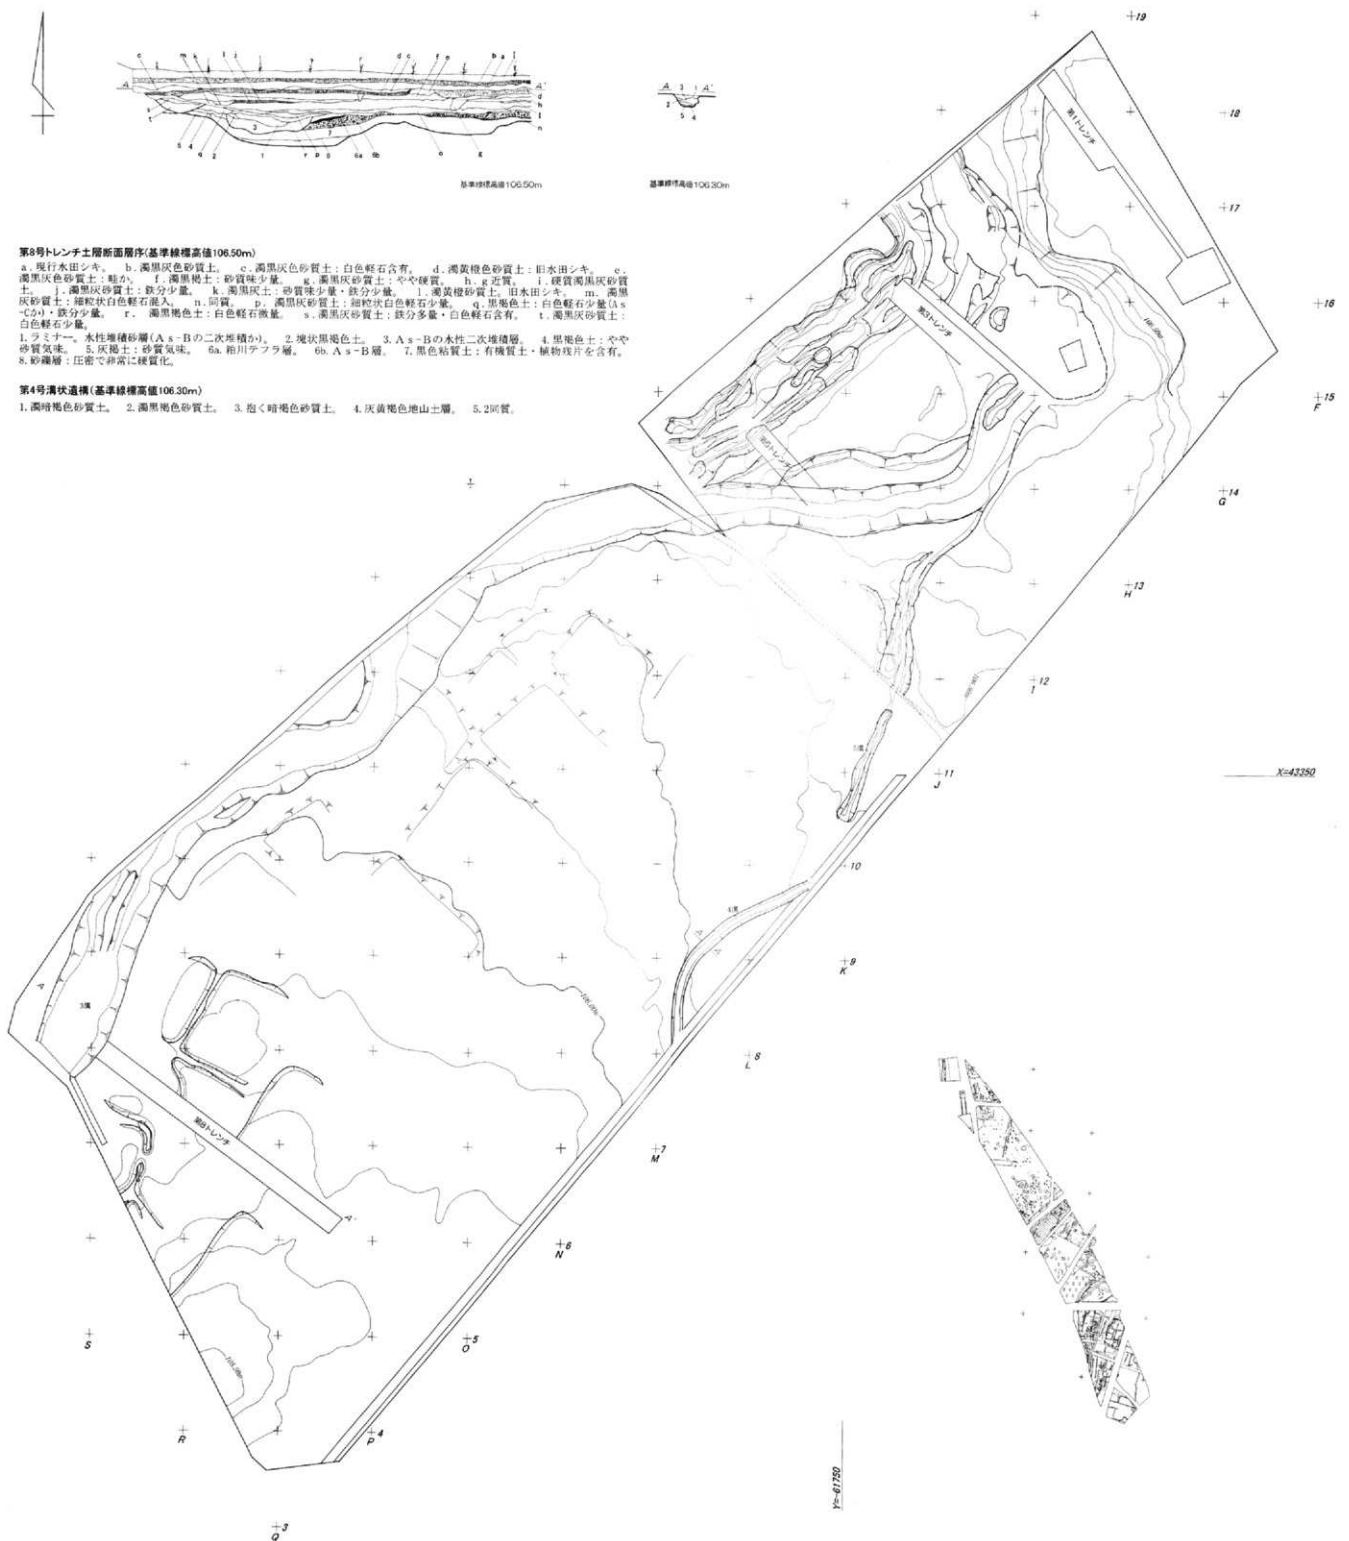 基準線標高値106.50m
基準線標高値106.30m
第8号トレンチ土層断面層序(基準線標高値106.50m)
a．現行水田シキ。　b．濁黒灰色砂質土。　c．濁黒灰色砂質土：白色軽石含有。　d．濁黄橙色砂質土：旧水田シキ。　e．
濁黒灰色砂質土：畦か。　f．濁黒褐土：砂質味少量。　g．濁黒灰砂質土：やや硬質。　h．g近質。　i．硬質濁黒灰砂質
土。　j．濁黒灰砂質土：鉄分少量。　k．濁黒灰土：砂質味少量・鉄分少量。　l．濁黄橙砂質土。旧水田シキ。　m．濁黒
灰砂質土：細粒状白色軽石混入。　n．同質。　p．濁黒灰砂質土：細粒状白色軽石少量。　q．黒褐色土：白色軽石少量(As
-Cか)・鉄分少量。　r．濁黒褐色土：白色軽石微量。　s．濁黒灰砂質土：鉄分多量・白色軽石含有。　t．濁黒灰砂質土：
白色軽石少量。
1.ラミナー。水性堆積砂層(As-Bの二次堆積か)。　2.塊状黒褐色土。　3.As-Bの水性二次堆積層。　4.黒褐色土：やや
砂質気味。　5.灰褐土：砂質気味。　6a.粕川テフラ層。　6b.As-B層。　7.黒色粘質土：有機質土・植物残片を含有。
8.砂礫層：圧密で非常に硬質化。
第4号溝状遺構(基準線標高値106.30m)
1.濁暗褐色砂質土。　2.濁黒褐色砂質土。　3.抱く暗褐色砂質土。　4.灰黄褐色地山土層。　5.2同質。
第1トレンチ
第3トレンチ
第5トレンチ
第8トレンチ
19
18
17
16
15
F
14
G
13
H
12
I
11
J
10
9
K
8
L
7
M
6
N
5
O
4
P
3
Q
R
S
X=43350
Y=-61750